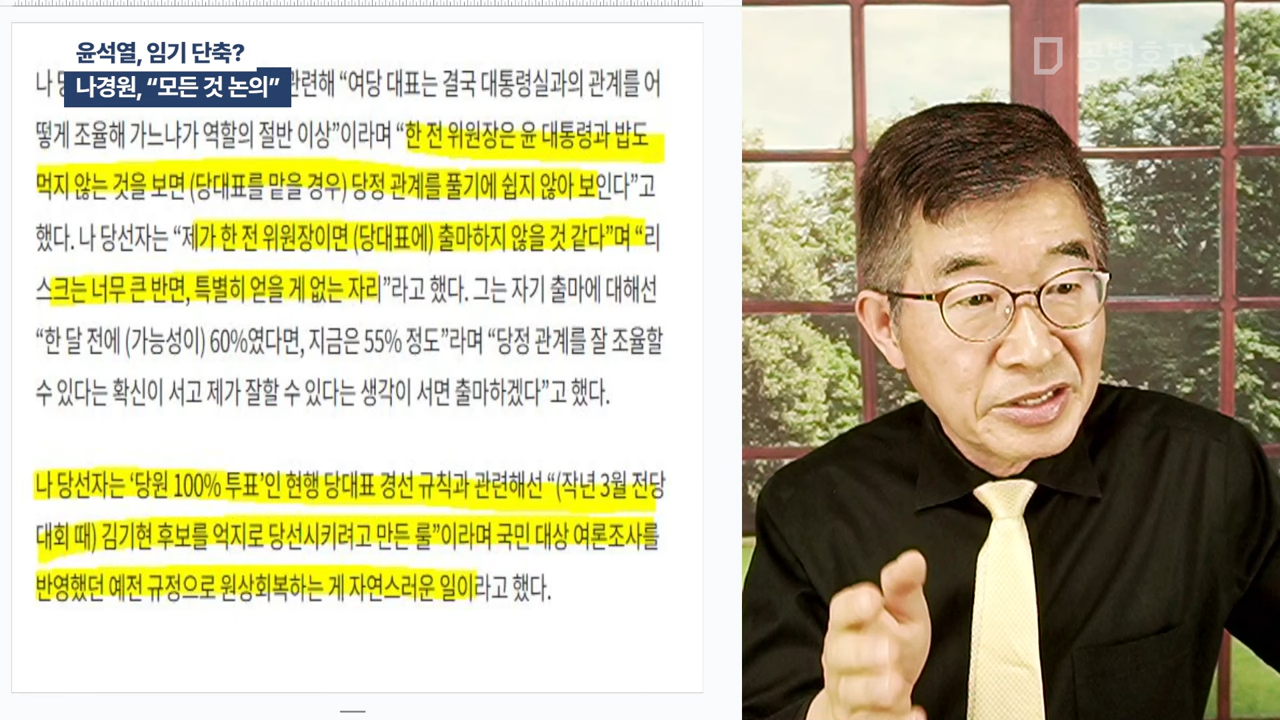 윤석열, 임기 단축?
나경원, “모든 것 논의”
공병호TV
나 관련해 “여당 대표는 결국 대통령실과의 관계를 어
떻게 조율해 가느냐가 역할의 절반 이상”이라며 “한 전 위원장은 윤 대통령과 밥도
먹지 않는 것을 보면 (당대표를 맡을 경우) 당정 관계를 풀기에 쉽지 않아 보인다”고
했다. 나 당선자는 “제가 한 전 위원장이면 (당대표에) 출마하지 않을 것 같다”며 “리
스크는 너무 큰 반면, 특별히 얻을 게 없는 자리”라고 했다. 그는 자기 출마에 대해선
“한 달 전에 (가능성이) 60%였다면, 지금은 55% 정도”라며 “당정 관계를 잘 조율할
수 있다는 확신이 서고 제가 잘할 수 있다는 생각이 서면 출마하겠다”고 했다.
나 당선자는 ‘당원 100% 투표’인 현행 당대표 경선 규칙과 관련해선 “(작년 3월 전당
대회 때) 김기현 후보를 억지로 당선시키려고 만든 룰”이라며 국민 대상 여론조사를
반영했던 예전 규정으로 원상회복하는 게 자연스러운 일이라고 했다.